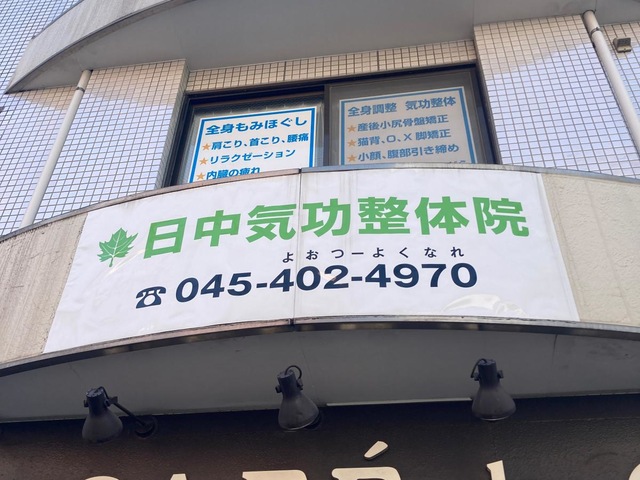 全身もみほぐし
★肩こり、首こり、腰痛
★リラクゼーション
★内臓の疲れ
全身調整 気功整体
★産後小尻骨盤矯正
★猫背、O、X脚矯正
★小顔、腹部引き締め
日中気功整体院
よおつーよくなれ
☎045-402-4970